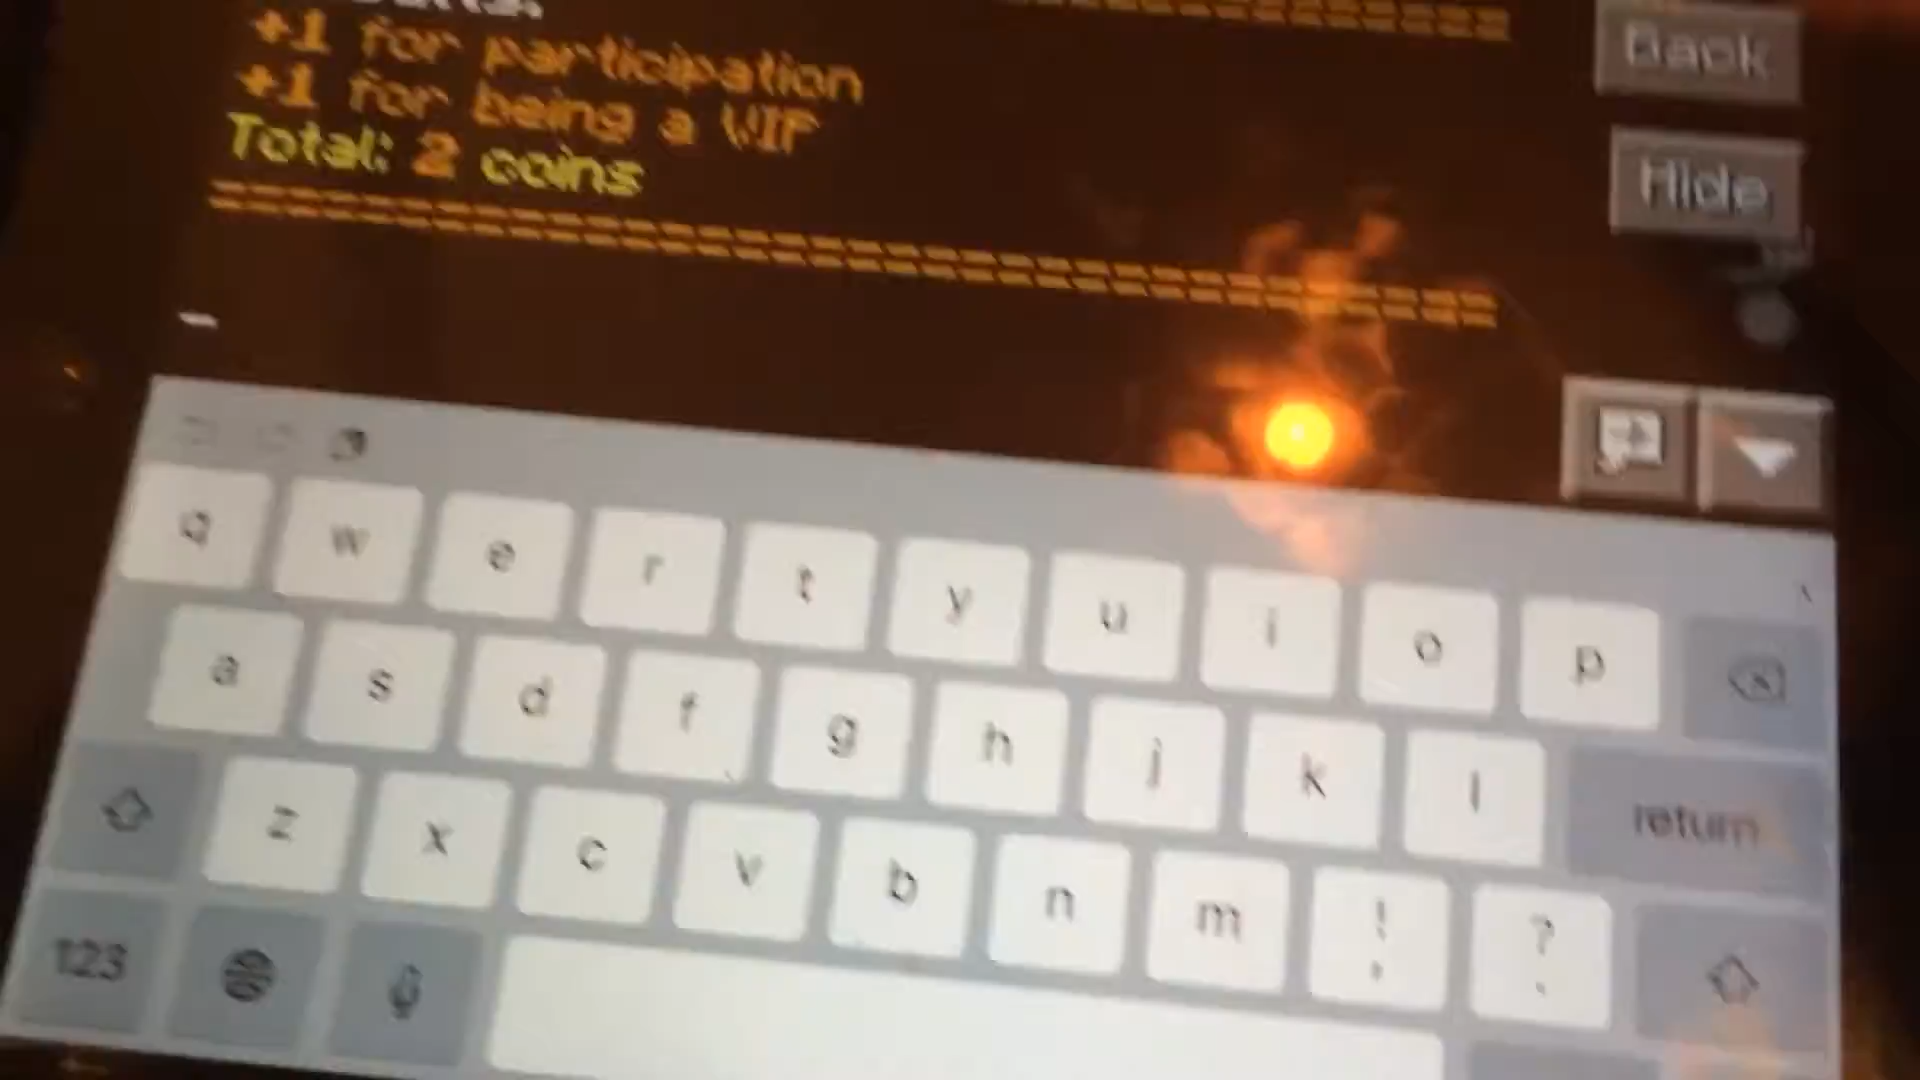 +1 for participation
+1 for being a VIP
Total: 2 coins
Back
Hide
q w e r t y u i o p
a s d f g h j k l
return
z x c v b n m ! ?
, .
123